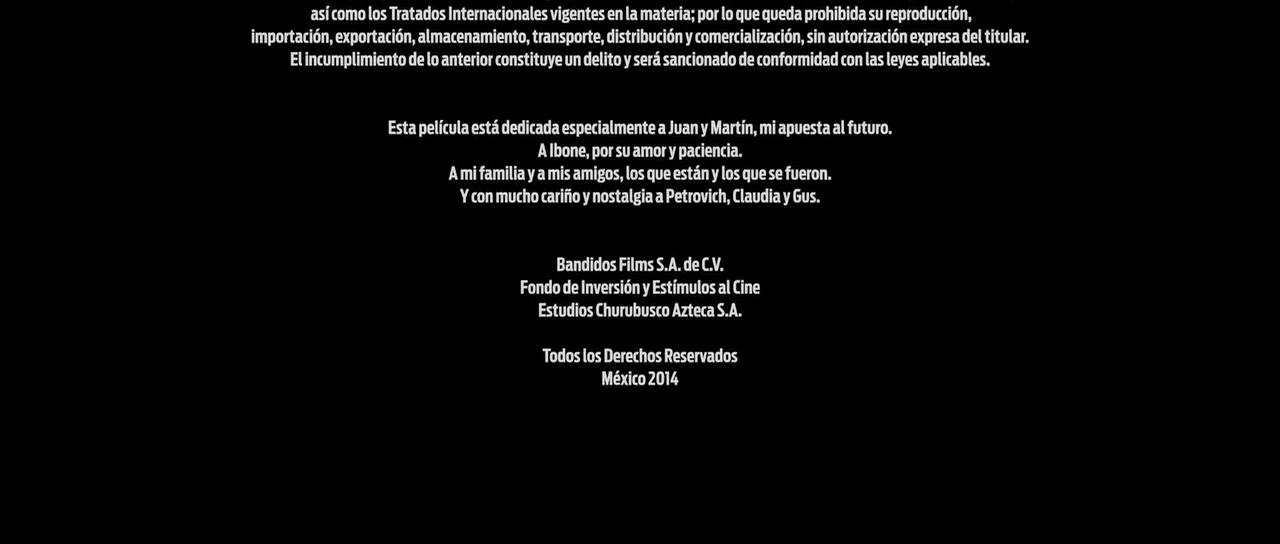 así como los Tratados Internacionales vigentes en la materia; por lo que queda prohibida su reproducción,
importación, exportación, almacenamiento, transporte, distribución y comercialización, sin autorización expresa del titular.
El incumplimiento de lo anterior constituye un delito y será sancionado de conformidad con las leyes aplicables.
Esta película está dedicada especialmente a Juan y Martín, mi apuesta al futuro.
A Ibone, por su amor y paciencia.
A mi familia y a mis amigos, los que están y los que se fueron.
Y con mucho cariño y nostalgia a Petrovich, Claudia y Gus.
Bandidos Films S.A. de C.V.
Fondo de Inversión y Estímulos al Cine
Estudios Churubusco Azteca S.A.
Todos los Derechos Reservados
México 2014